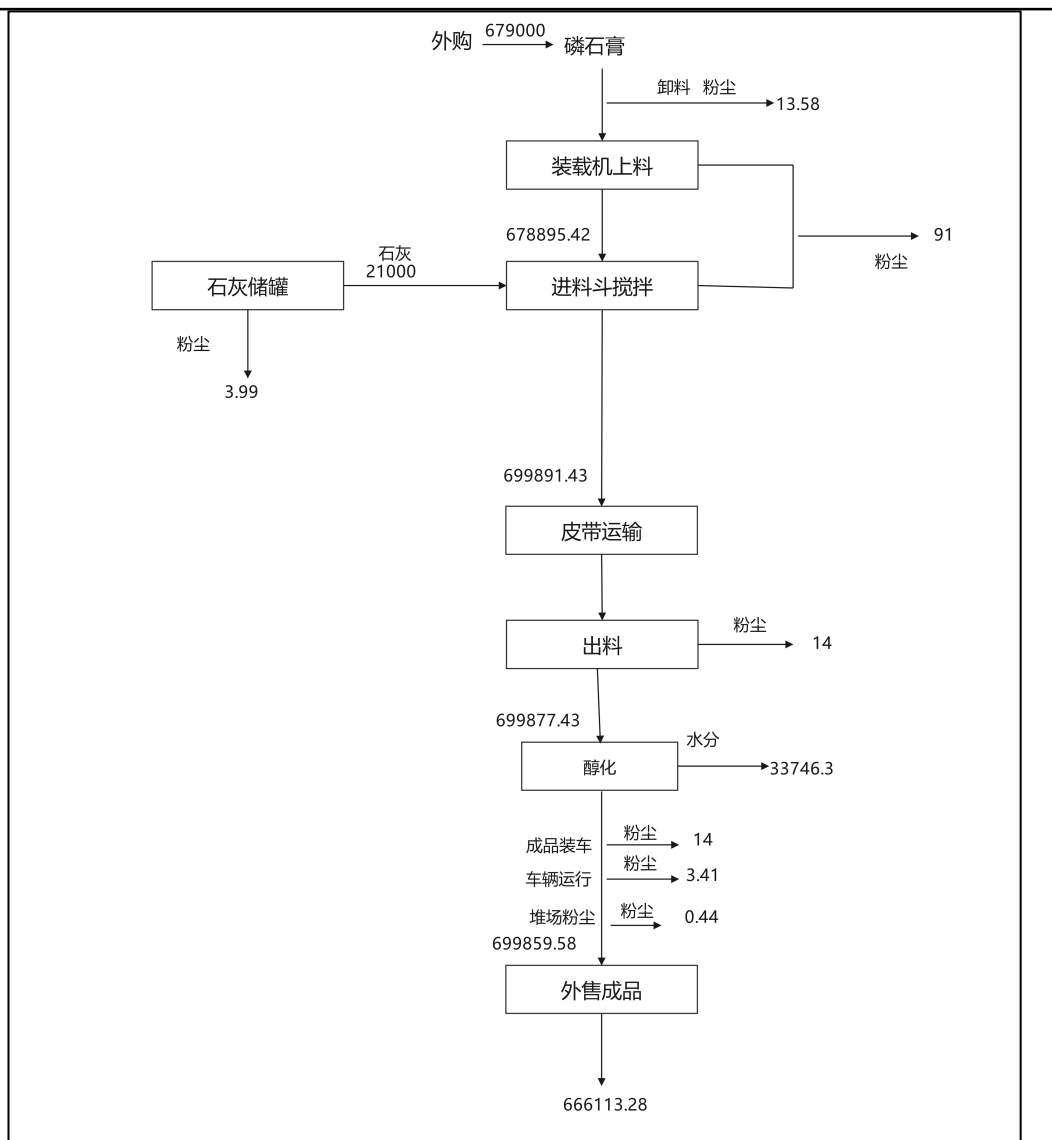 外购
679000
磷石膏
卸料 粉尘
13.58
装载机上料
678895.42
91
粉尘
石灰
21000
石灰储罐
进料斗搅拌
粉尘
3.99
699891.43
皮带运输
出料
粉尘
14
699877.43
水分
醇化
33746.3
成品装车
粉尘
14
车辆运行
粉尘
3.41
堆场粉尘
粉尘
0.44
699859.58
外售成品
666113.28